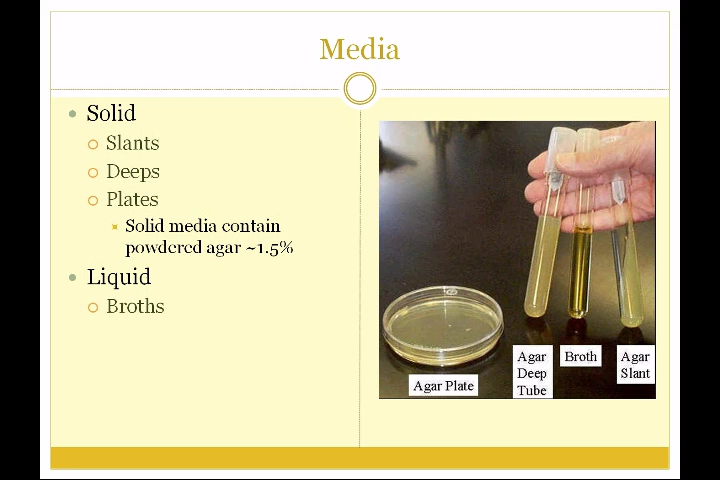 Media
Solid
Slants
Deeps
Plates
Solid media contain
powdered agar ~1.5%
Liquid
Broths
Agar Plate
Agar
Deep
Tube
Broth
Agar
Slant